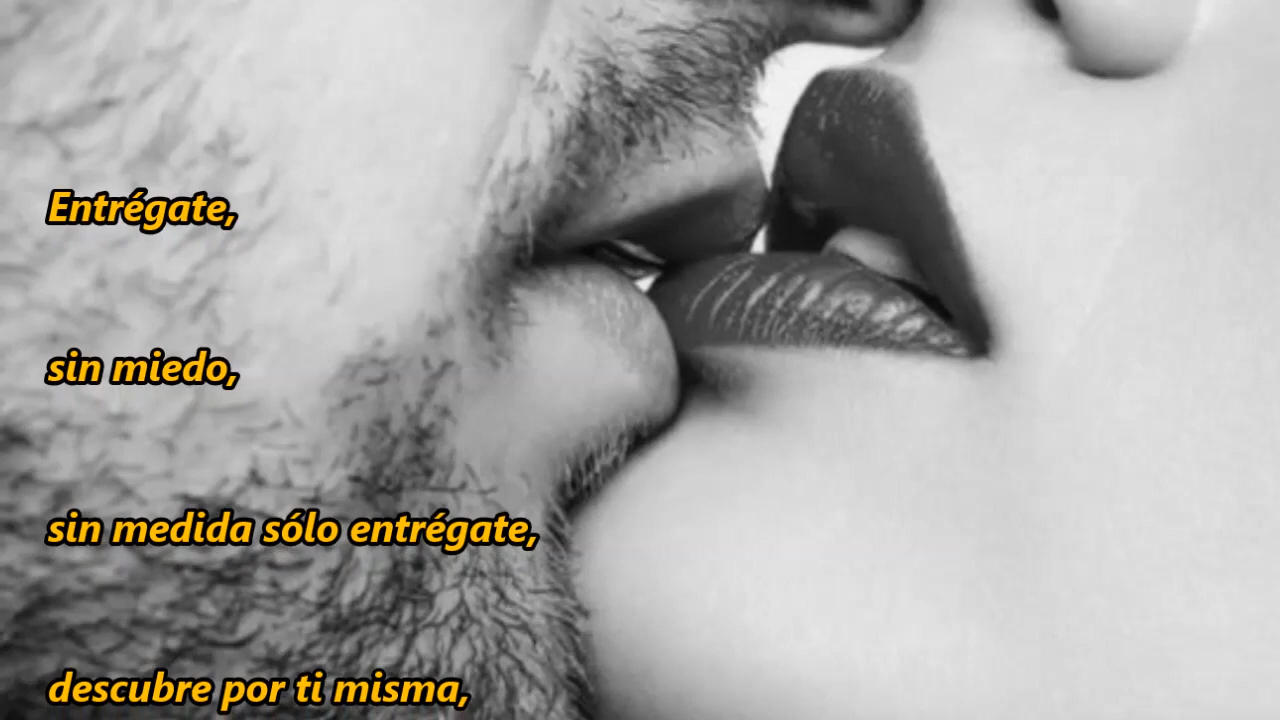 Entrégate,
sin miedo,
sin medida sólo entrégate,
descubre por ti misma,